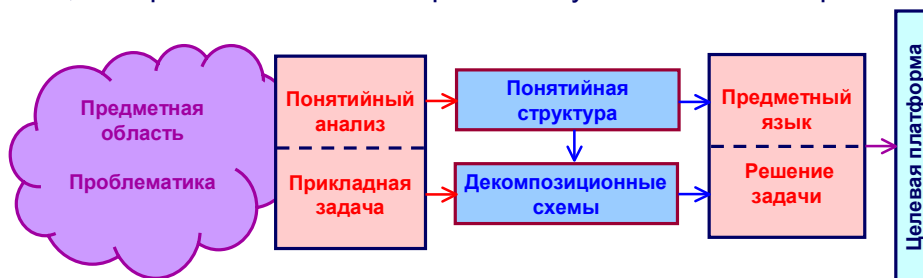 Предметная
область
Проблематика
Понятийный
анализ
Прикладная
задача
Понятийная
структура
Декомпозиционные
схемы
Предметный
язык
Решение
задачи
Целевая платформа